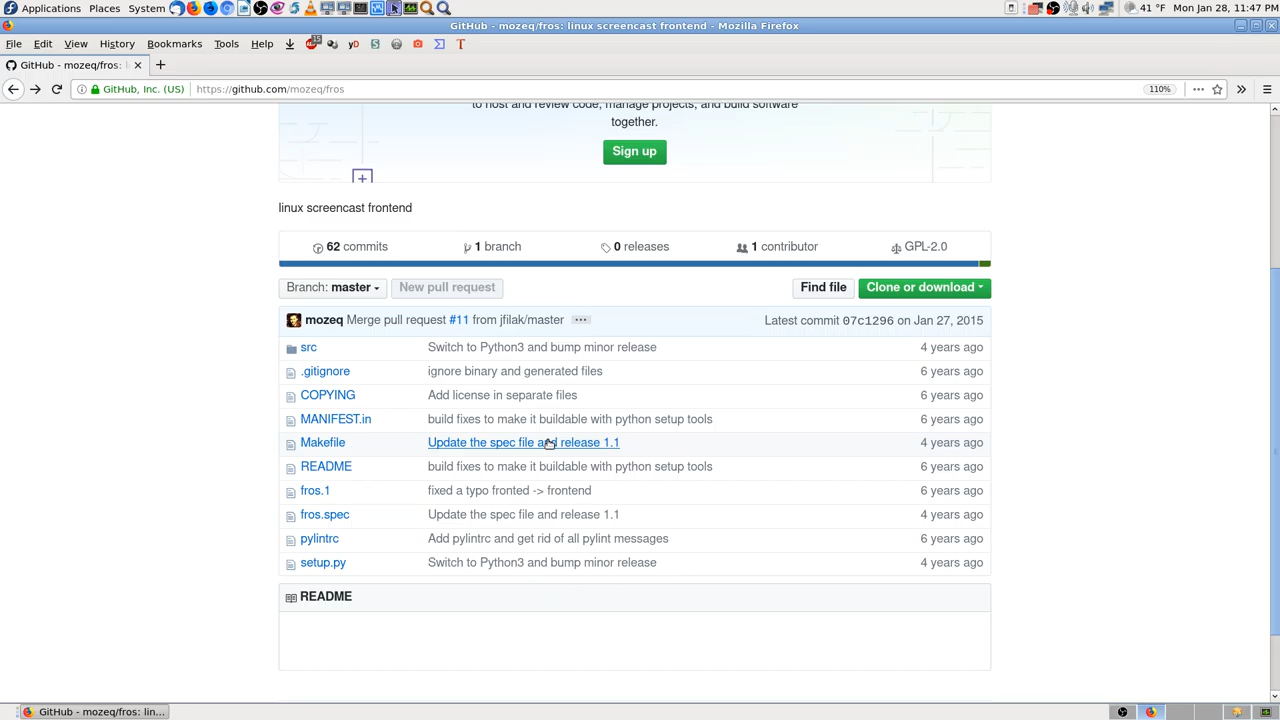 Applications Places System 41 °F Mon Jan 28, 11:47 PM
GitHub - mozeq/fros: linux screencast frontend - Mozilla Firefox
File Edit View History Bookmarks Tools Help
GitHub - mozeq/fros: l
GitHub, Inc. (US) https://github.com/mozeq/fros 110%
to host and review code, manage projects, and build software
together.
Sign up
linux screencast frontend
62 commits 1 branch 0 releases 1 contributor GPL-2.0
Branch: master New pull request Find file Clone or download
mozeq Merge pull request #11 from jfilak/master ··· Latest commit 07c1296 on Jan 27, 2015
src Switch to Python3 and bump minor release 4 years ago
.gitignore ignore binary and generated files 6 years ago
COPYING Add license in separate files 6 years ago
MANIFEST.in build fixes to make it buildable with python setup tools 6 years ago
Makefile Update the spec file and release 1.1 4 years ago
README build fixes to make it buildable with python setup tools 6 years ago
fros.1 fixed a typo fronted -> frontend 6 years ago
fros.spec Update the spec file and release 1.1 4 years ago
pylintrc Add pylintrc and get rid of all pylint messages 6 years ago
setup.py Switch to Python3 and bump minor release 4 years ago
README
GitHub - mozeq/fros: lin...